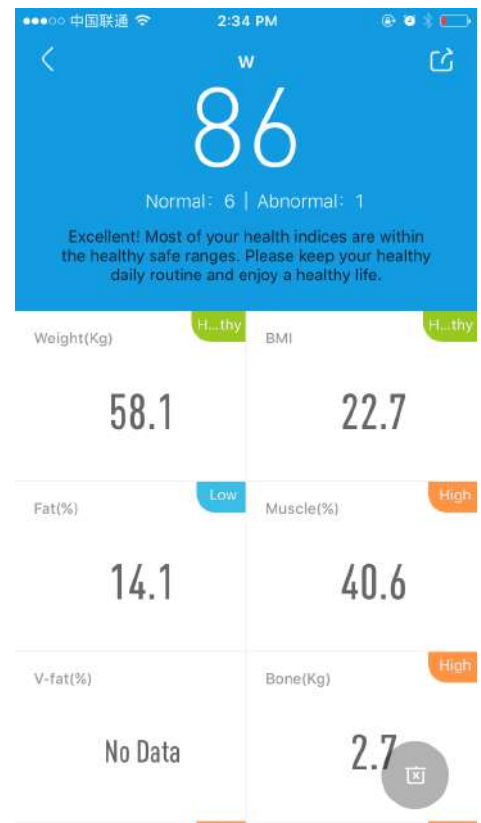 中国联通 2:34 PM
W
86
Normal: 6 | Abnormal: 1
Excellent! Most of your health indices are within
the healthy safe ranges. Please keep your healthy
daily routine and enjoy a healthy life.
Weight(Kg) H...thy
58.1
BMI H...thy
22.7
Fat(%) Low
14.1
Muscle(%) High
40.6
V-fat(%)
No Data
Bone(Kg) High
2.7